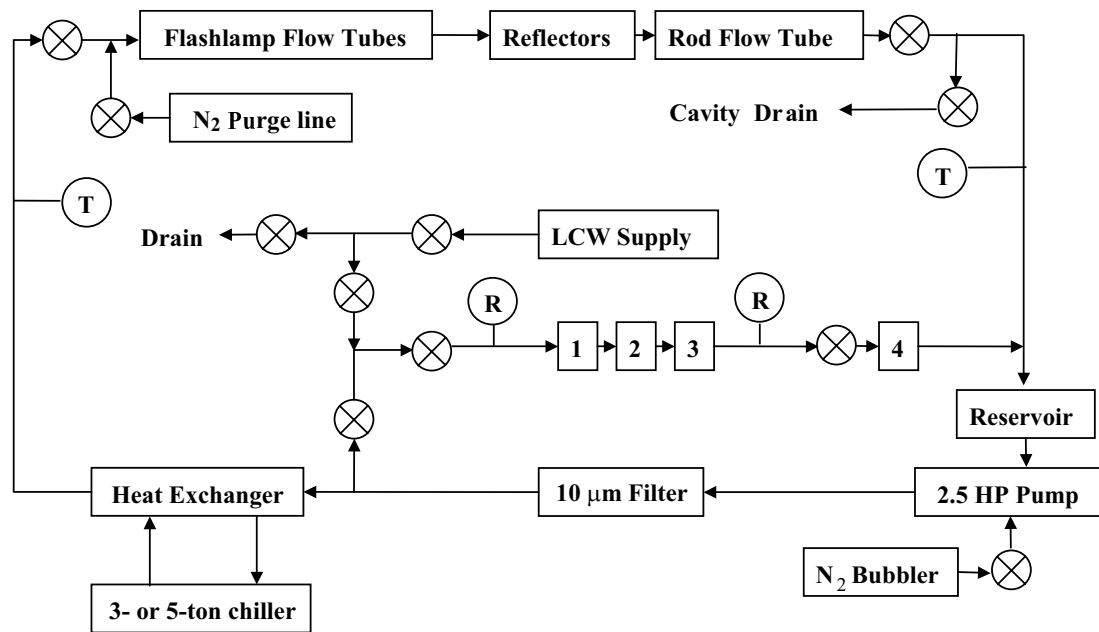 Flashlamp Flow Tubes
Reflectors
Rod Flow Tube
N₂ Purge line
Cavity Drain
T
T
Drain
LCW Supply
R
R
1
2
3
4
Reservoir
Heat Exchanger
10 μm Filter
2.5 HP Pump
N₂ Bubbler
3- or 5-ton chiller